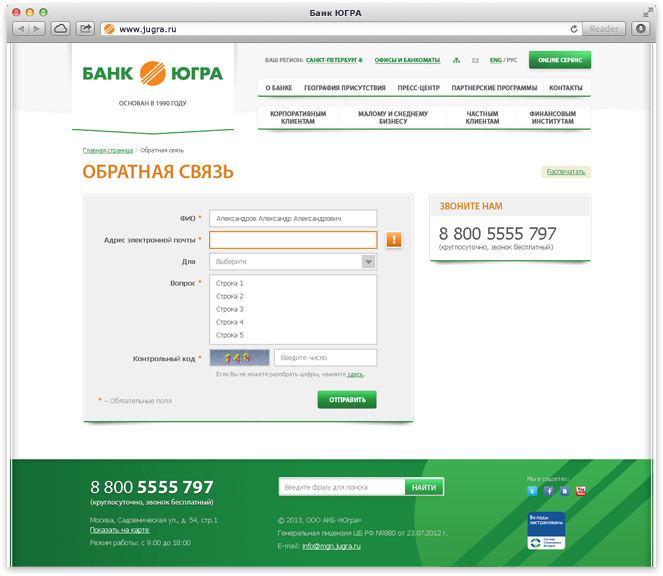 Банк ЮГРА
www.jugra.ru
Reader
БАНК ЮГРА
ОСНОВАН В 1990 ГОДУ
ВАШ РЕГИОН: САНКТ-ПЕТЕРБУРГ
ОФИСЫ И БАНКОМАТЫ
ENG / РУС
ONLINE СЕРВИС
О БАНКЕ
ГЕОГРАФИЯ ПРИСУТСТВИЯ
ПРЕСС-ЦЕНТР
ПАРТНЕРСКИЕ ПРОГРАММЫ
КОНТАКТЫ
КОРПОРАТИВНЫМ
КЛИЕНТАМ
МАЛОМУ И СНЕДНЕМУ
БИЗНЕСУ
ЧАСТНЫМ
КЛИЕНТАМ
ФИНАНСОВЫМ
ИНСТИТУТАМ
Главная страница > Обратная связь
ОБРАТНАЯ СВЯЗЬ
Распечатать
ФИО *
Александров Александр Александрович
Адрес электронной почты *
!
Для
Выберите
Вопрос *
Строка 1
Строка 2
Строка 3
Строка 4
Строка 5
Контрольный код *
Введите число
Если Вы не можете разобрать цифры, нажмите здесь.
* – Обязательные поля
ОТПРАВИТЬ
ЗВОНИТЕ НАМ
8 800 5555 797
(круглосуточно, звонок бесплатный)
8 800 5555 797
(круглосуточно, звонок бесплатный)
Москва, Садовническая ул., д. 54, стр.1
Показать на карте
Режим работы: с 9:00 до 18:00
Введите фразу для поиска
НАЙТИ
© 2013, ООО АКБ «Югра»
Генеральная лицензия ЦБ РФ №880 от 23.07.2012 г.
E-mail: info@mgn.jugra.ru
Мы в соцсетях:
You Tube
Вклады
застрахованы